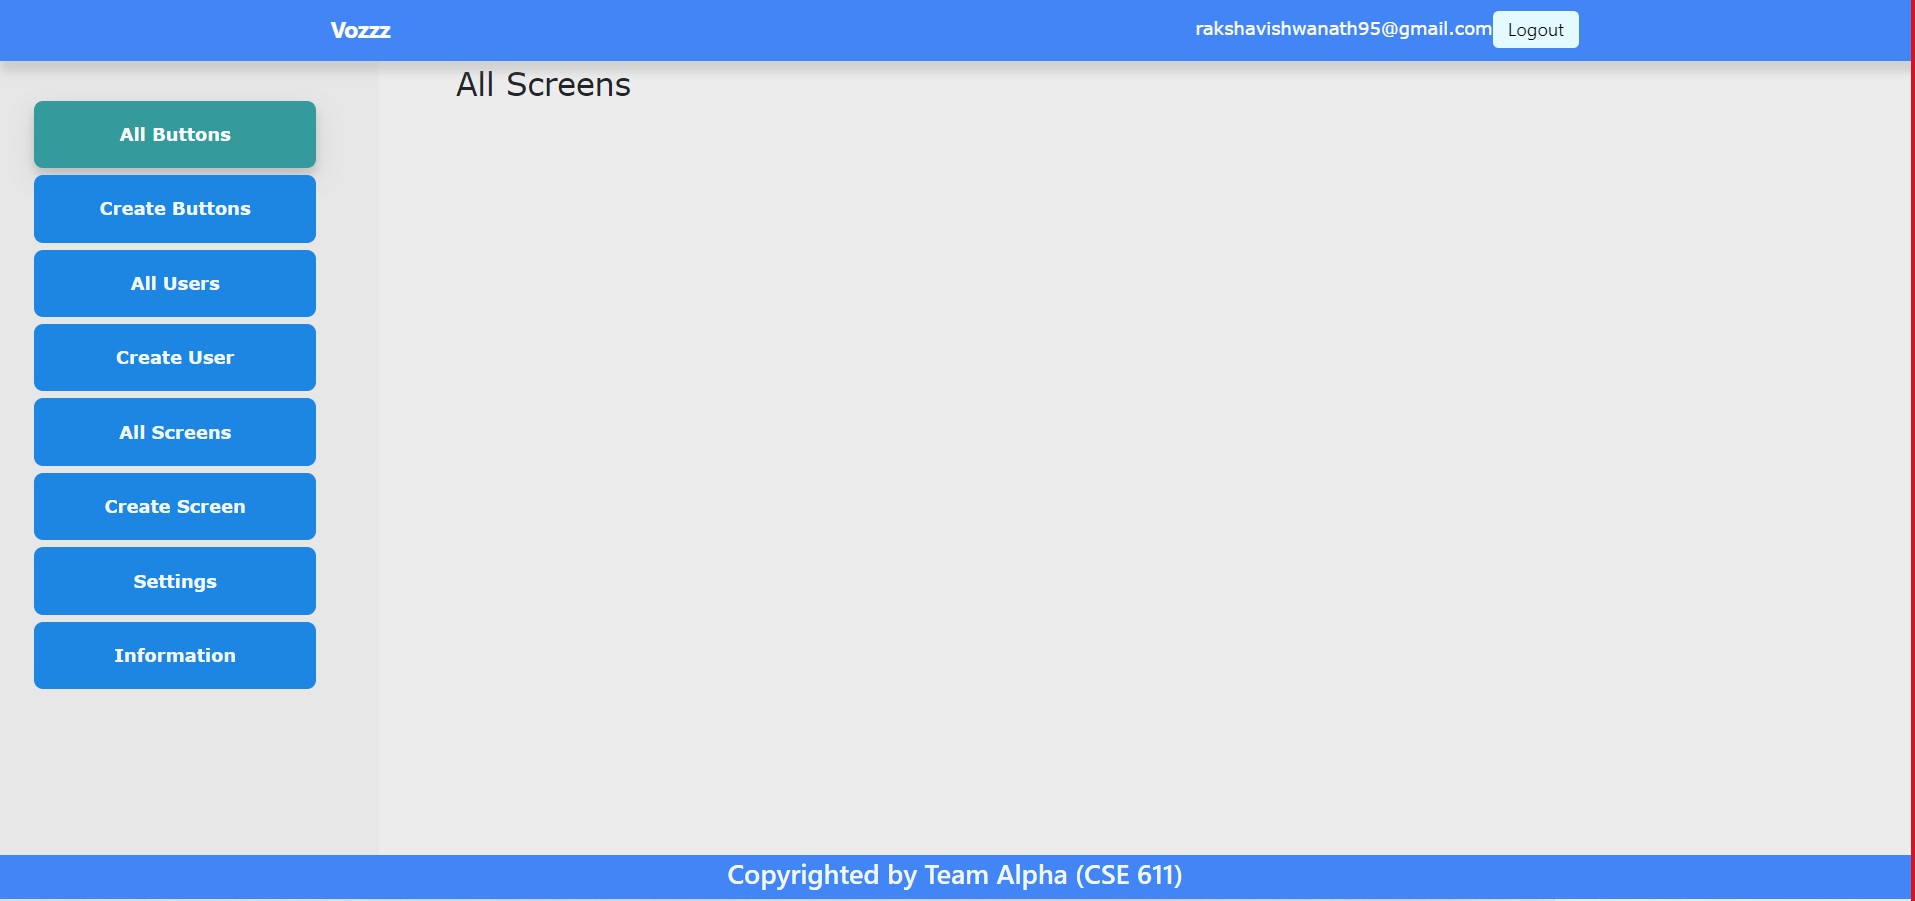 Vozzz
rakshavishwanath95@gmail.com Logout
All Screens
All Buttons
Create Buttons
All Users
Create User
All Screens
Create Screen
Settings
Information
Copyrighted by Team Alpha (CSE 611)